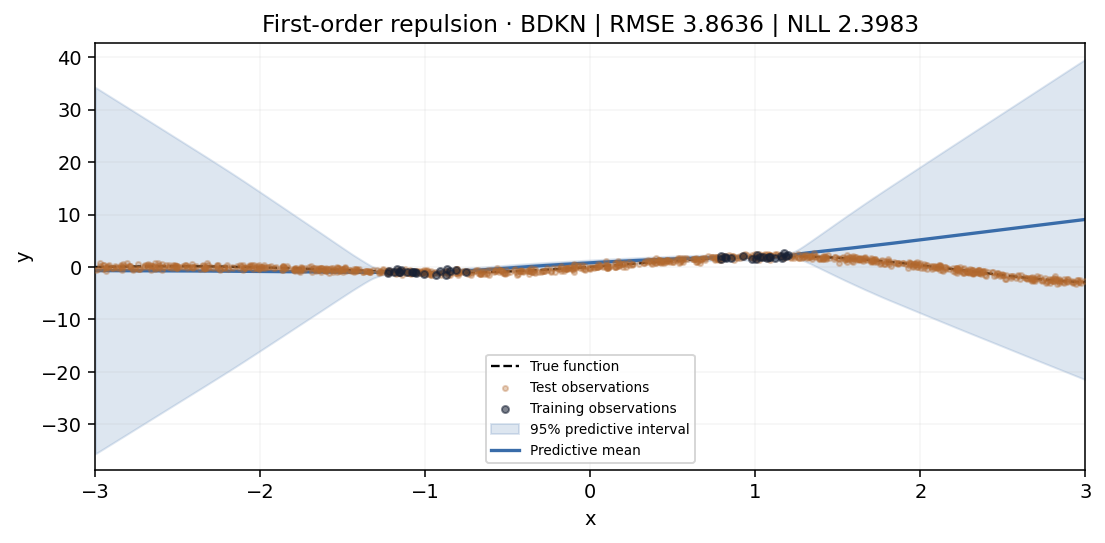 First-order repulsion · BDKN | RMSE 3.8636 | NLL 2.3983
40
30
20
10
0
−10
−20
−30
y
True function
Test observations
Training observations
95% predictive interval
Predictive mean
−3
−2
−1
0
1
2
3
x